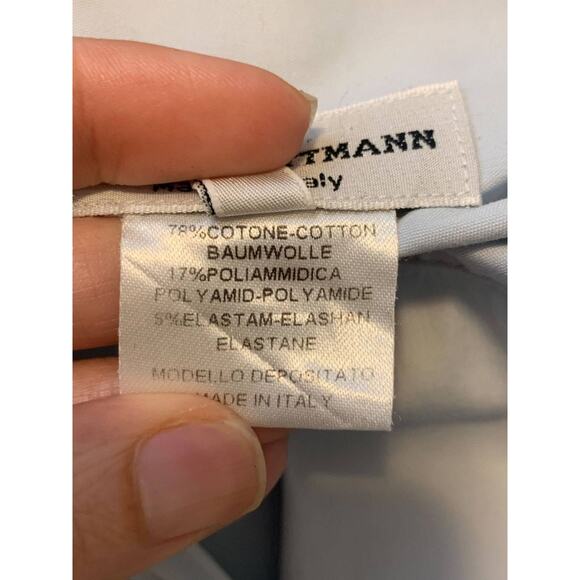 TMANN
aly
78%COTONE-COTTON
BAUMWOLLE
17%POLIAMMIDICA
POLYAMID-POLYAMIDE
5%ELASTAM-ELASHAN
ELASTANE
MODELLO DEPOSITATO
MADE IN ITALY